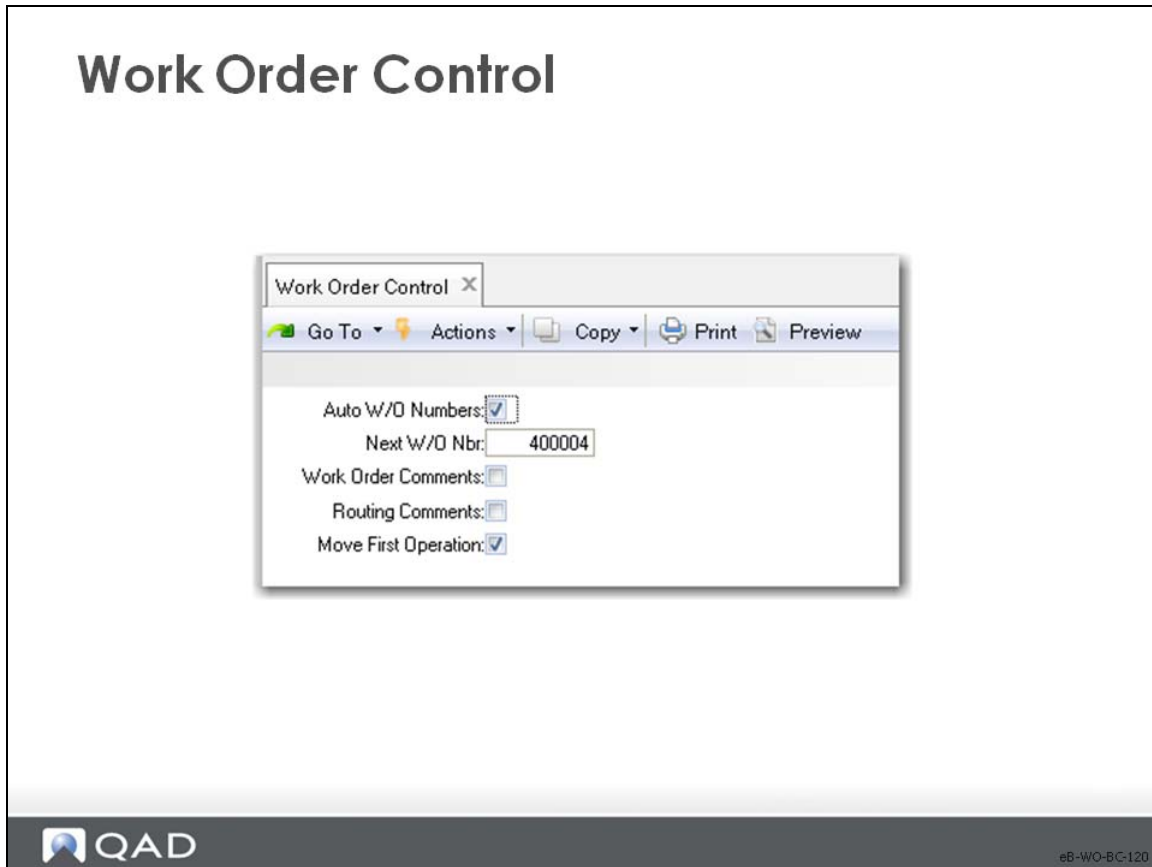 Work Order Control
Work Order Control
Go To Actions Copy Print Preview
Auto W/O Numbers:
Next W/O Nbr: 400004
Work Order Comments:
Routing Comments:
Move First Operation:
QAD
eB-WO-BC-120